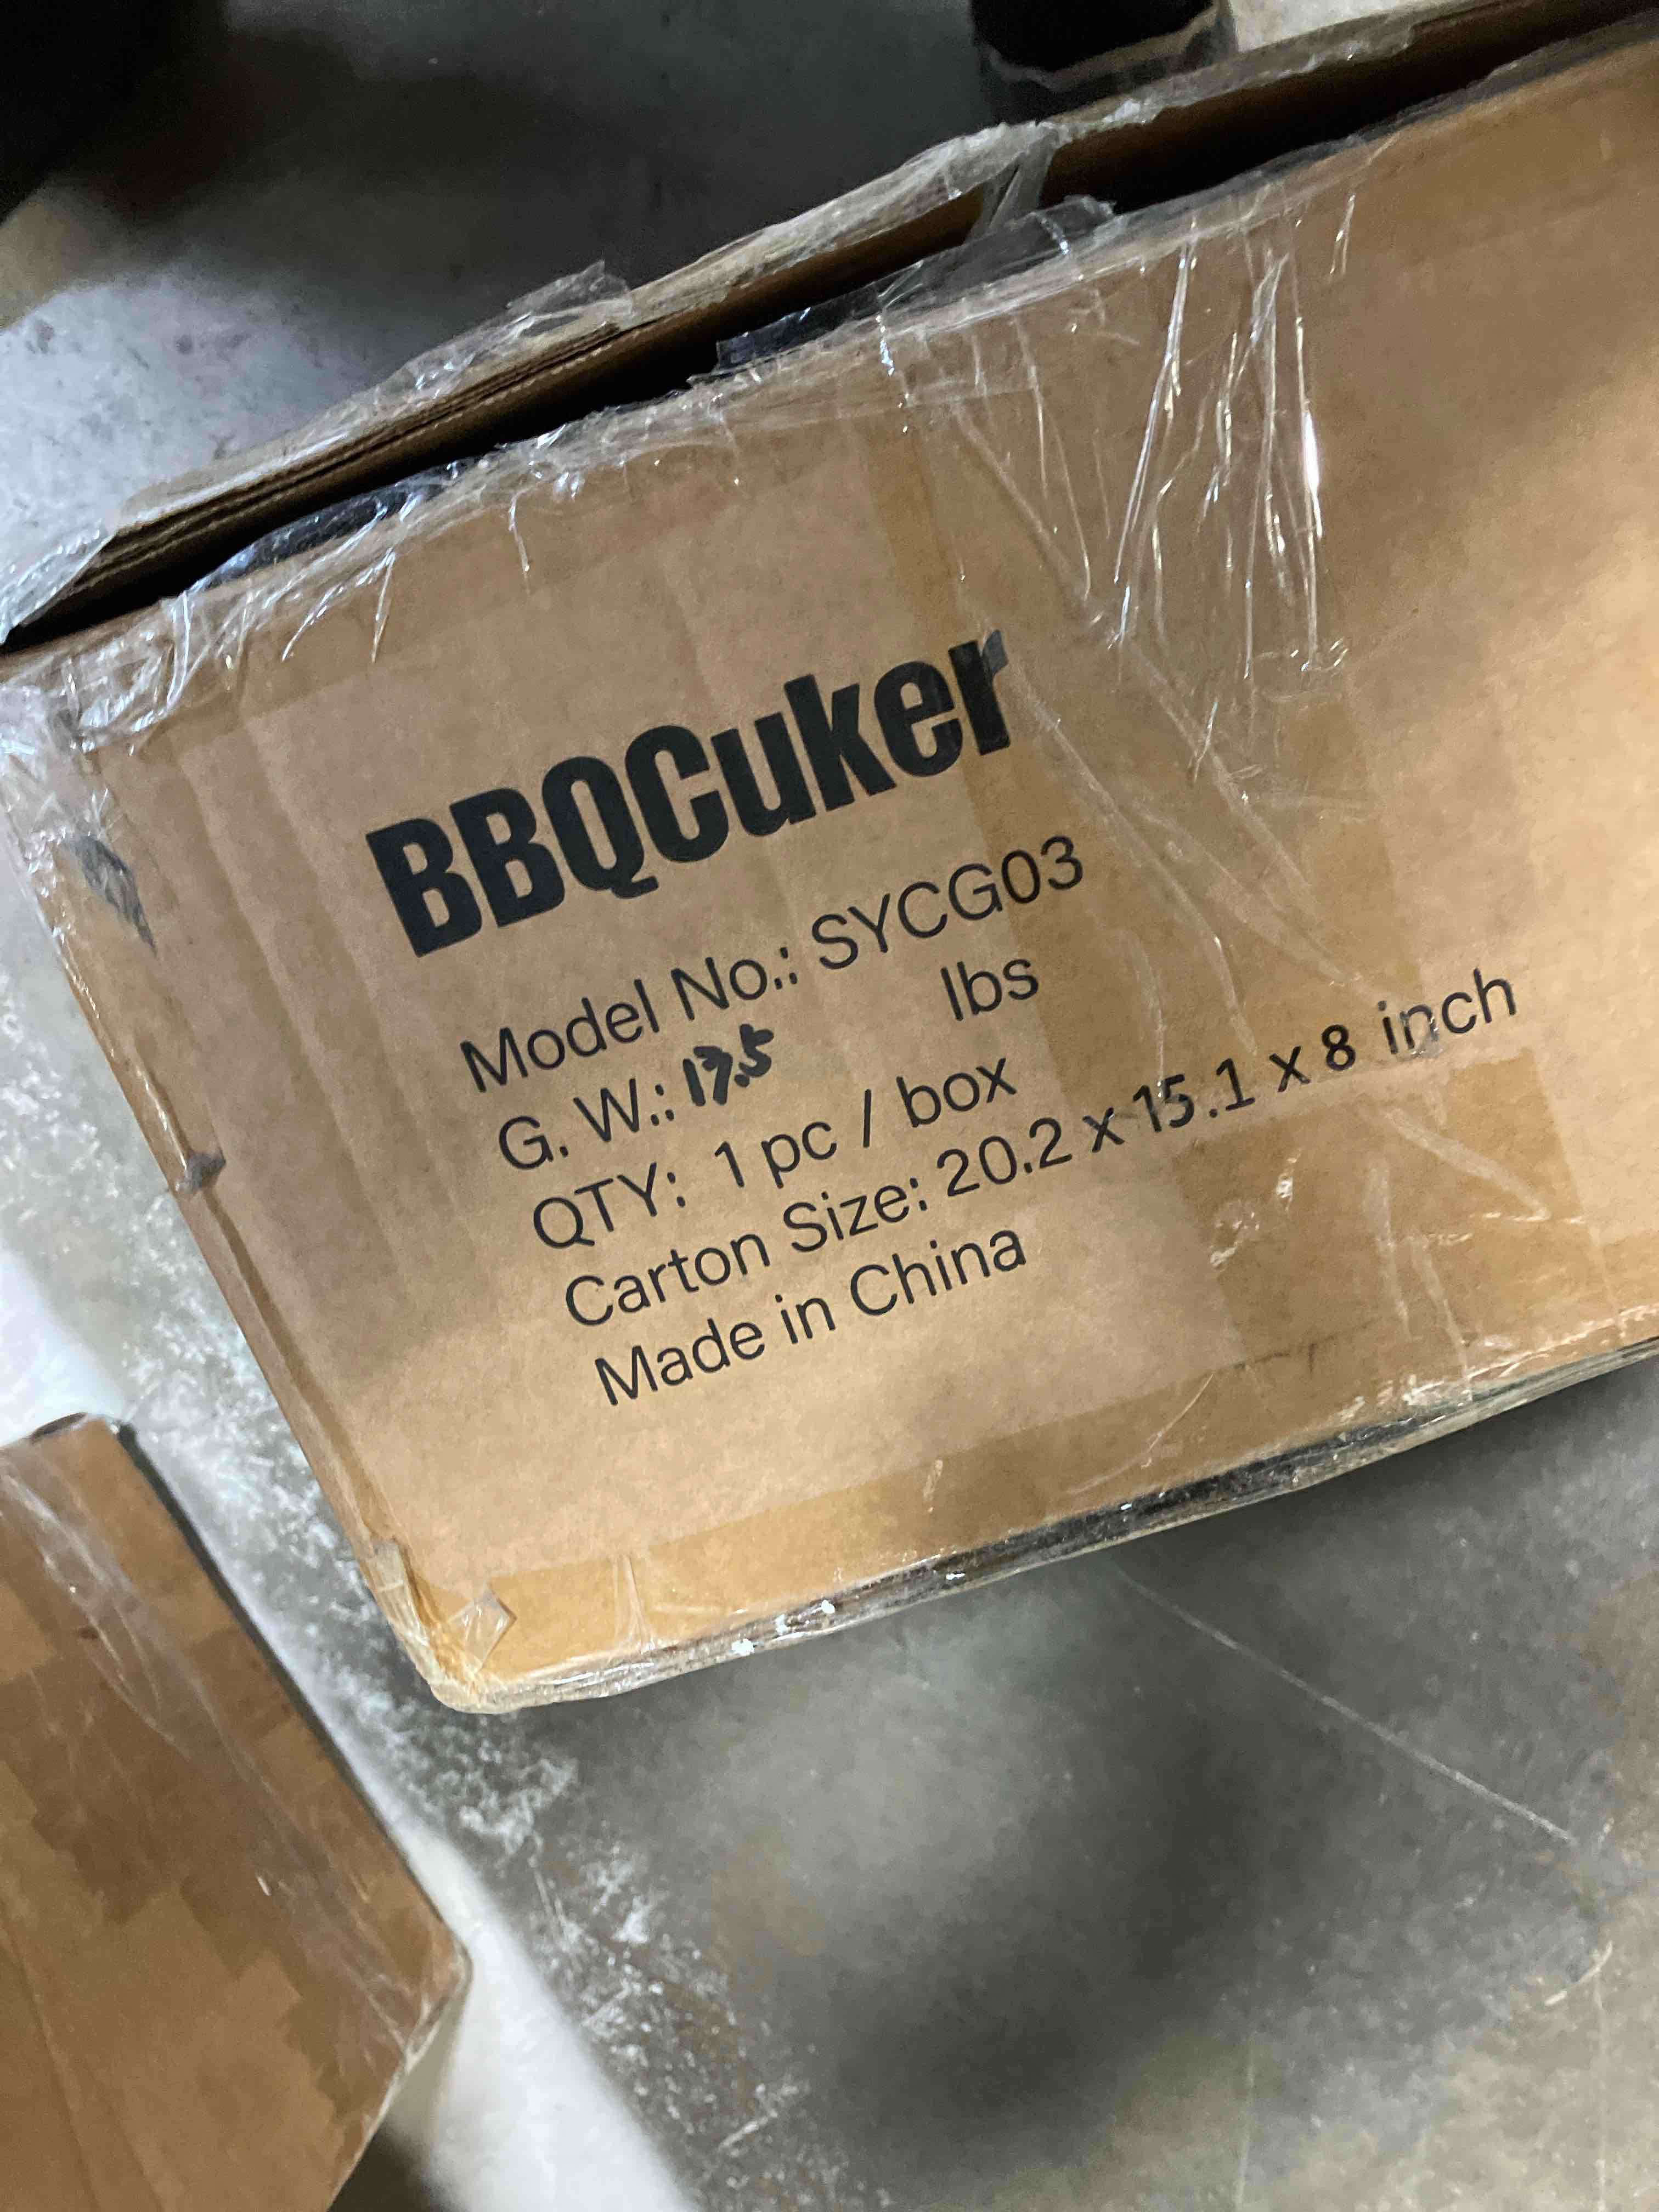 BBQCuker
Model No.: SYCG03
G. W.: 17.5 lbs
QTY: 1 pc / box
Carton Size: 20.2 x 15.1 x 8 inch
Made in China